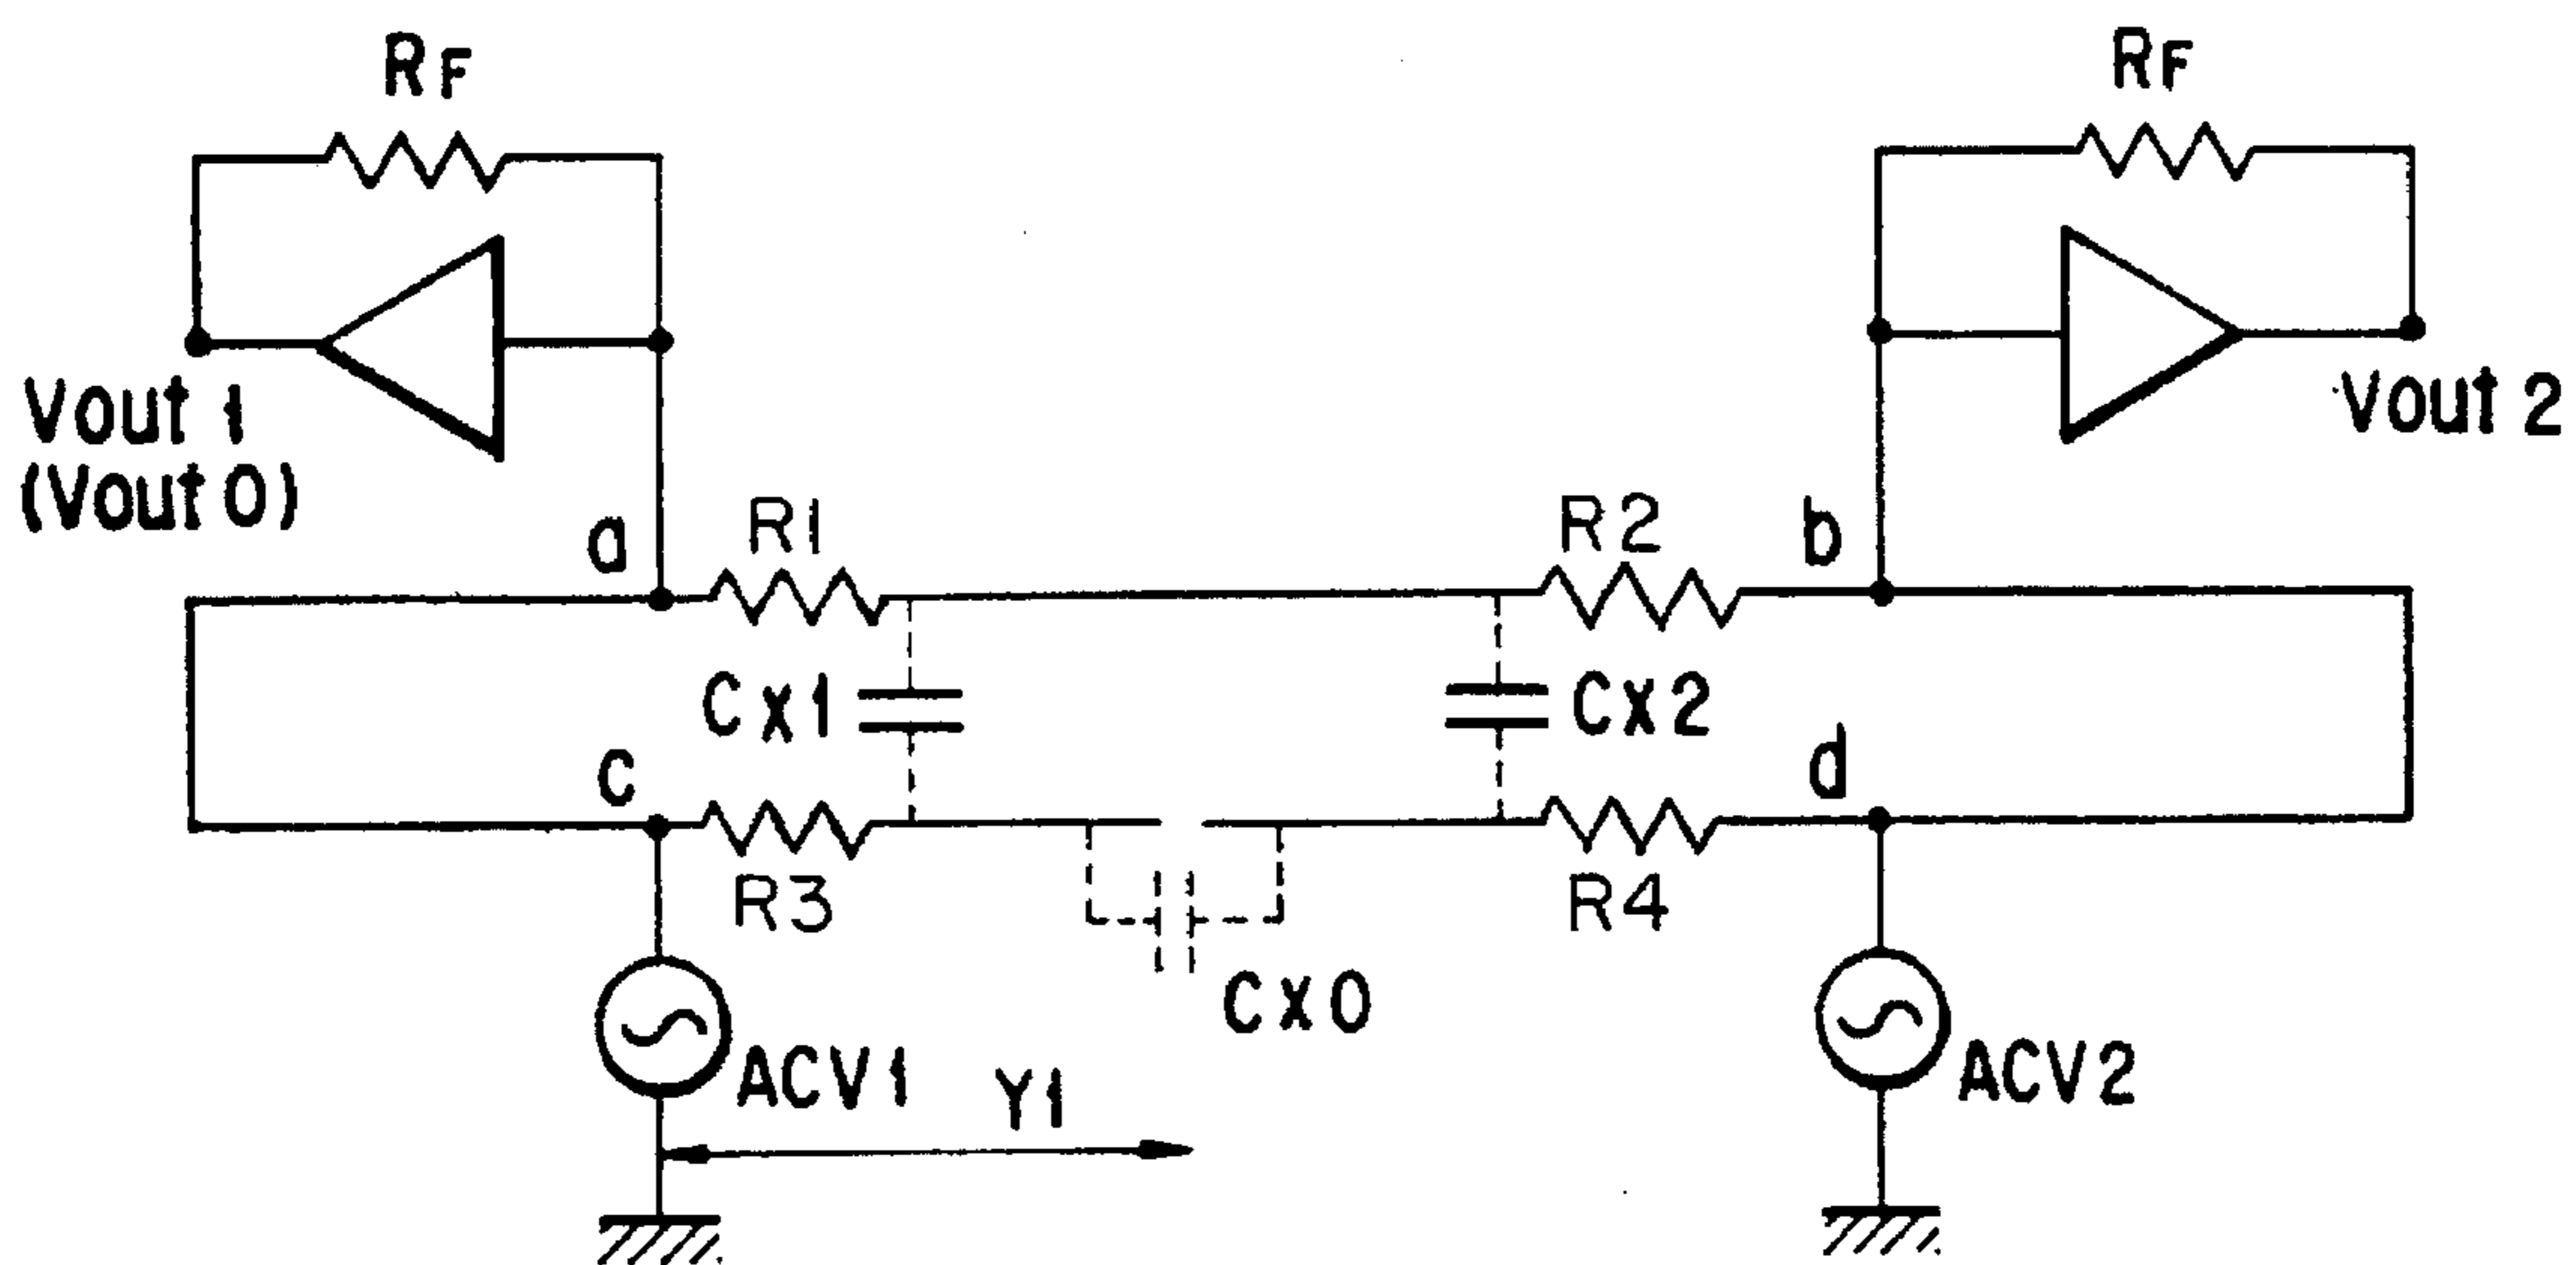 RF
RF
Vout 1
(Vout 0)
Vout 2
a
R1
R2
b
CX1
CX2
c
d
R3
R4
CX0
ACV1
Y1
ACV2